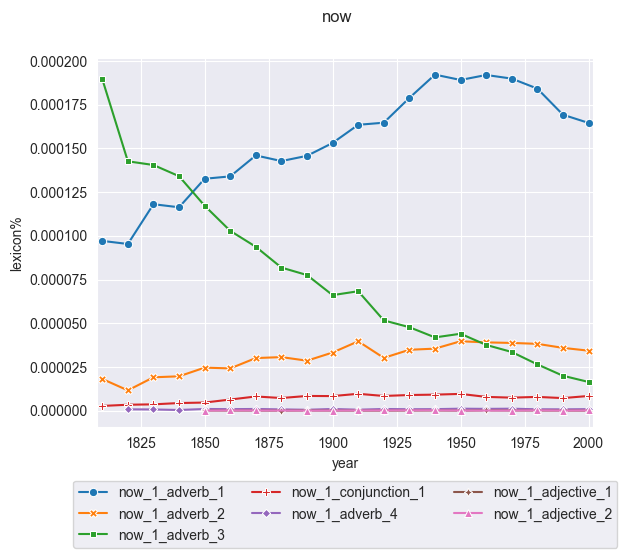 now
0.000200
0.000175
0.000150
0.000125
0.000100
0.000075
0.000050
0.000025
0.000000
lexicon%
1825 1850 1875 1900 1925 1950 1975 2000
year
now_1_adverb_1 now_1_conjunction_1 now_1_adjective_1
now_1_adverb_2 now_1_adverb_4 now_1_adjective_2
now_1_adverb_3